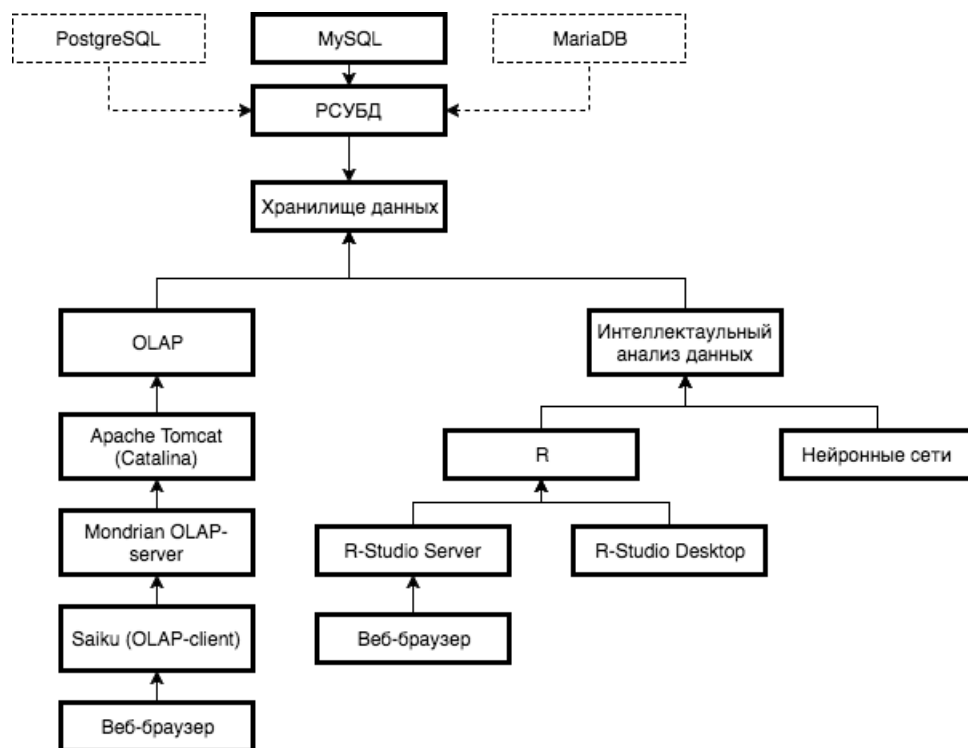 PostgreSQL
MySQL
MariaDB
РСУБД
Хранилище данных
OLAP
Интеллектаульный
анализ данных
Apache Tomcat
(Catalina)
R
Нейронные сети
Mondrian OLAP-
server
R-Studio Server
R-Studio Desktop
Saiku (OLAP-client)
Веб-браузер
Веб-браузер